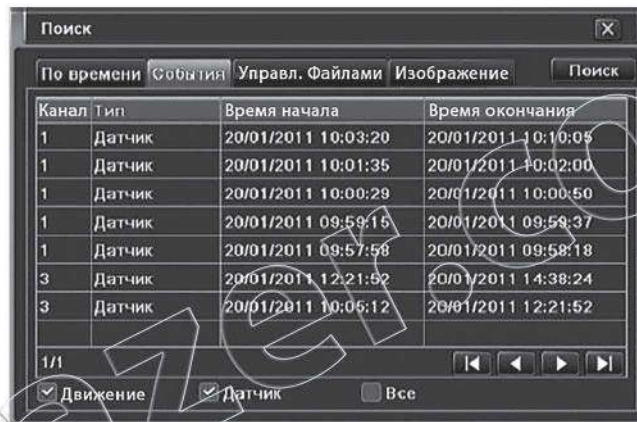 Поиск
По времени События Управл. Файлами Изображение Поиск
Канал Тип Время начала Время окончания
1 Датчик 20/01/2011 10:03:20 20/01/2011 10:10:05
1 Датчик 20/01/2011 10:01:35 20/01/2011 10:02:00
1 Датчик 20/01/2011 10:00:29 20/01/2011 10:00:50
1 Датчик 20/01/2011 09:59:15 20/01/2011 09:59:37
1 Датчик 20/01/2011 09:57:58 20/01/2011 09:58:18
3 Датчик 20/01/2011 12:21:52 20/01/2011 14:38:24
3 Датчик 20/01/2011 10:05:12 20/01/2011 12:21:52
1/1
Движение Датчик Все